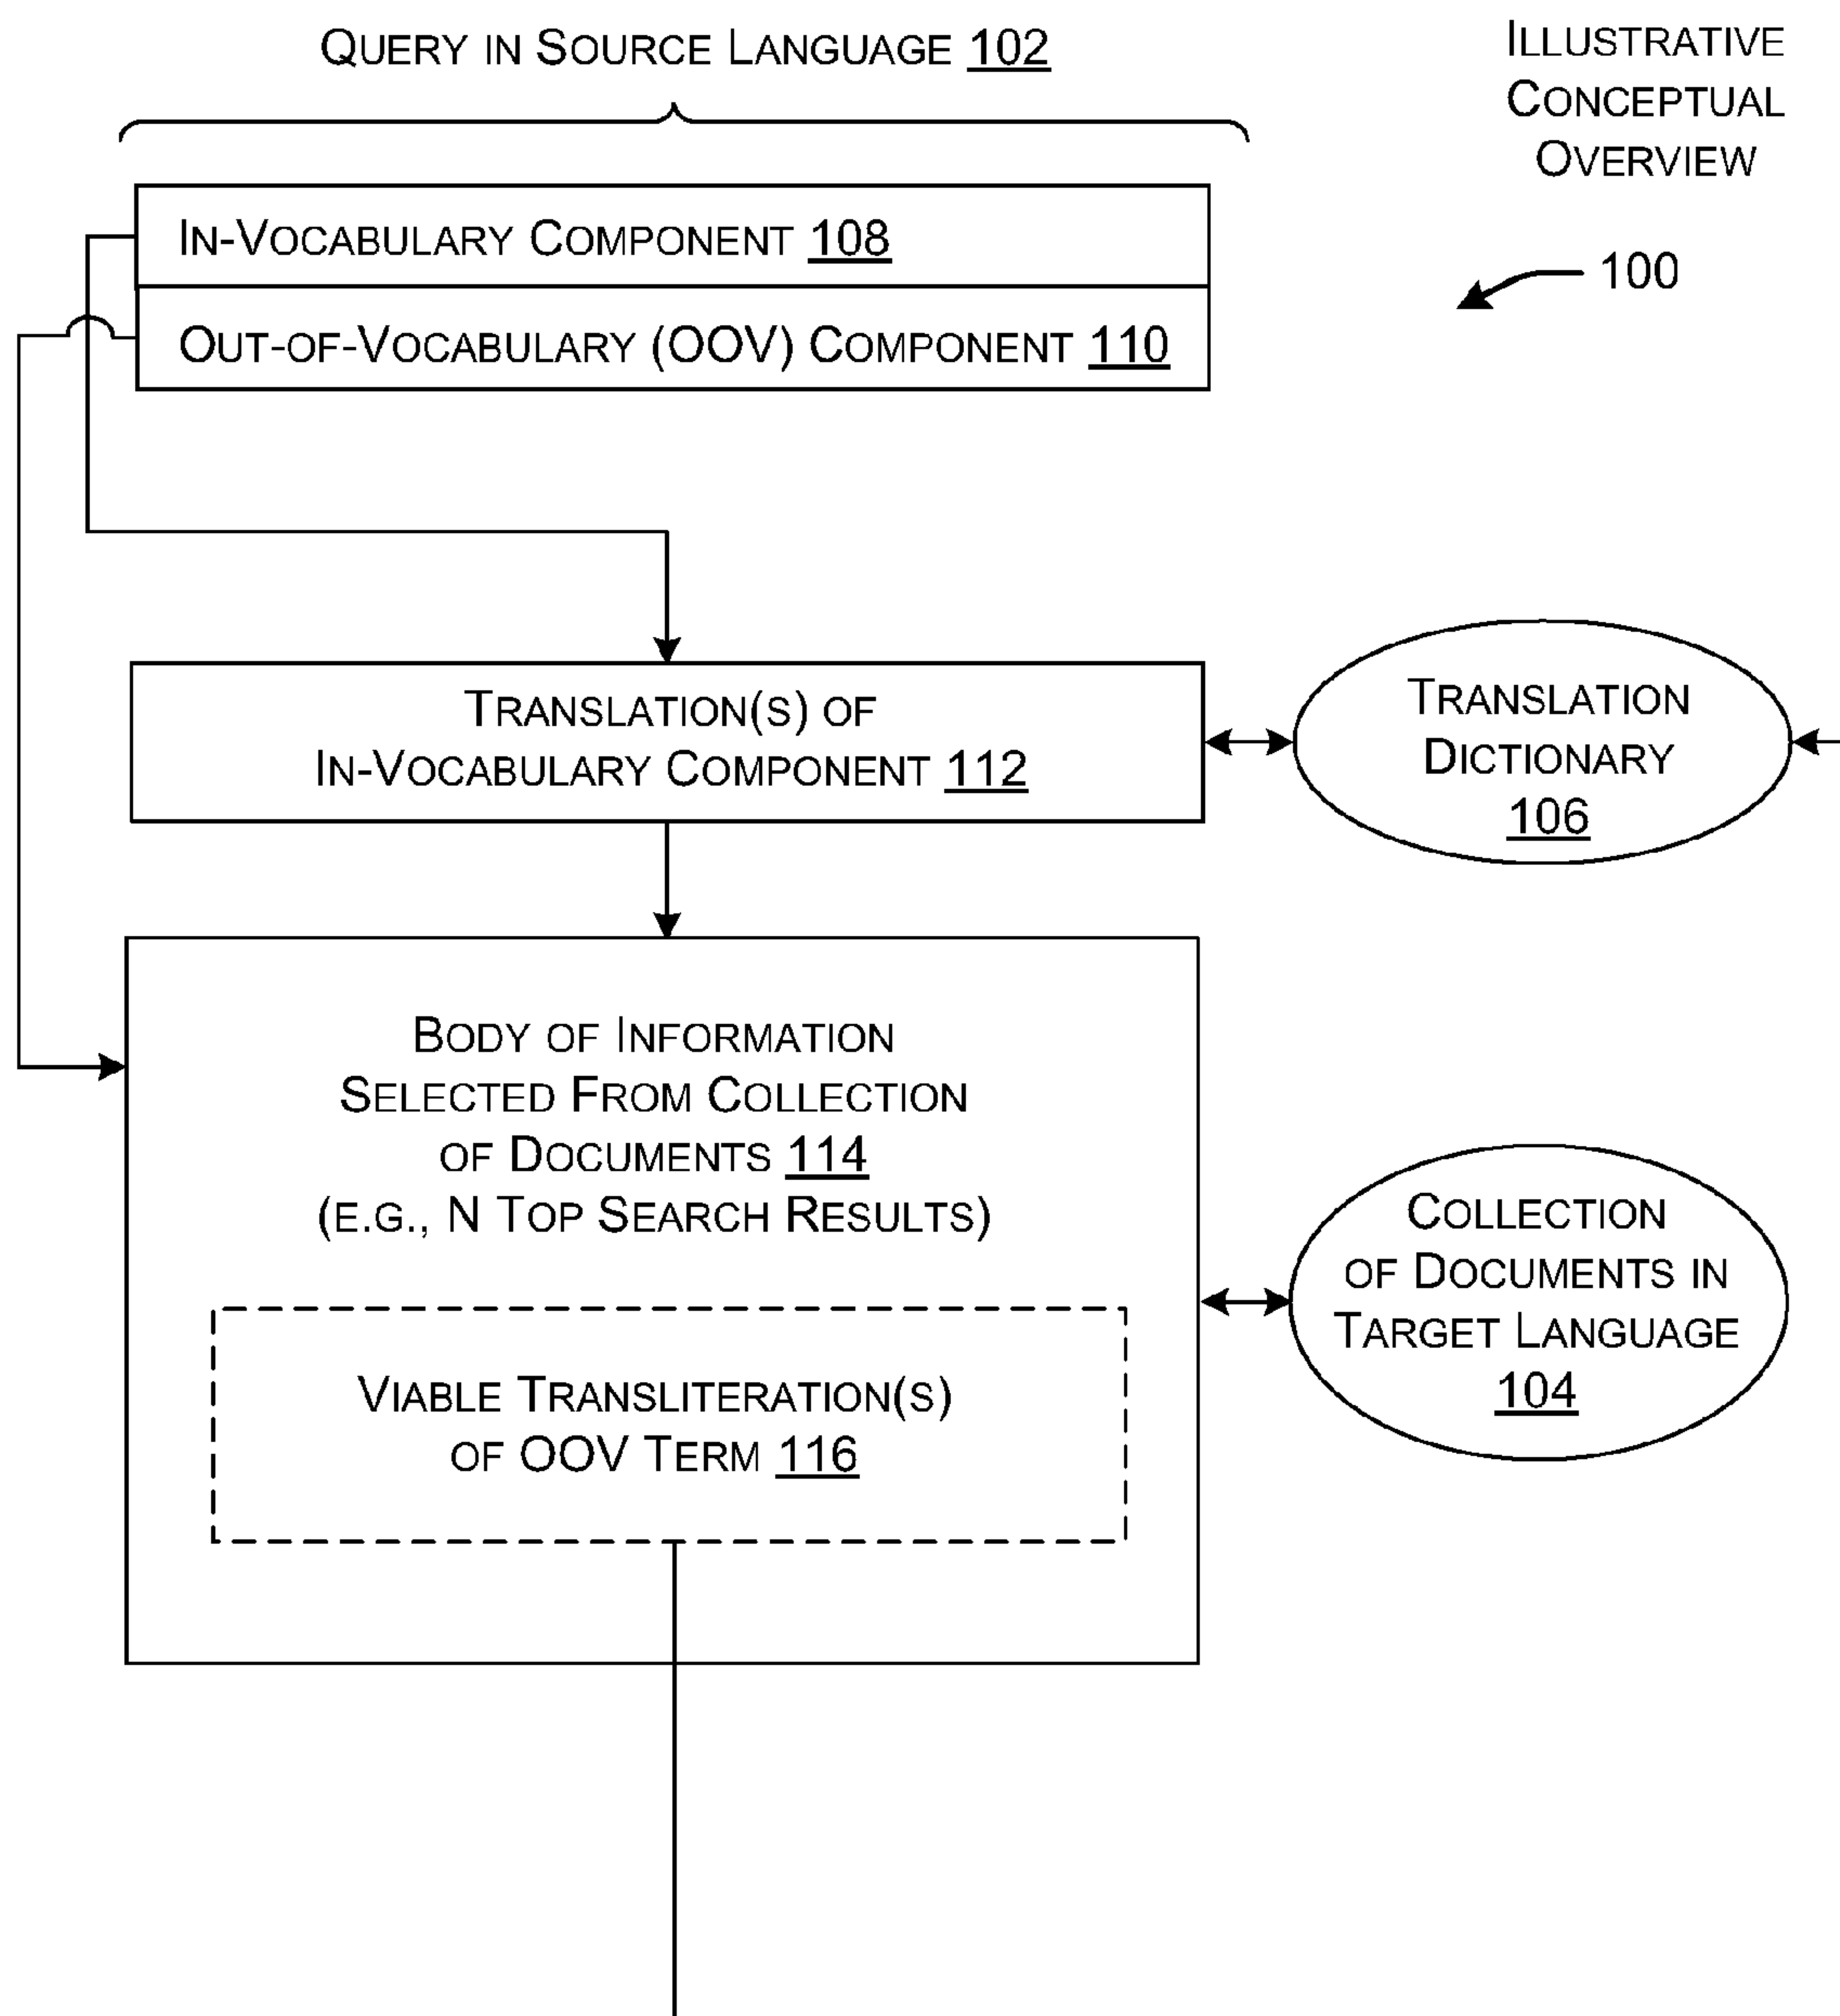 QUERY IN SOURCE LANGUAGE 102
ILLUSTRATIVE
CONCEPTUAL
OVERVIEW
100
IN-VOCABULARY COMPONENT 108
OUT-OF-VOCABULARY (OOV) COMPONENT 110
TRANSLATION(S) OF
IN-VOCABULARY COMPONENT 112
TRANSLATION
DICTIONARY
106
BODY OF INFORMATION
SELECTED FROM COLLECTION
OF DOCUMENTS 114
(E.G., N TOP SEARCH RESULTS)
COLLECTION
OF DOCUMENTS IN
TARGET LANGUAGE
104
VIABLE TRANSLITERATION(S)
OF OOV TERM 116